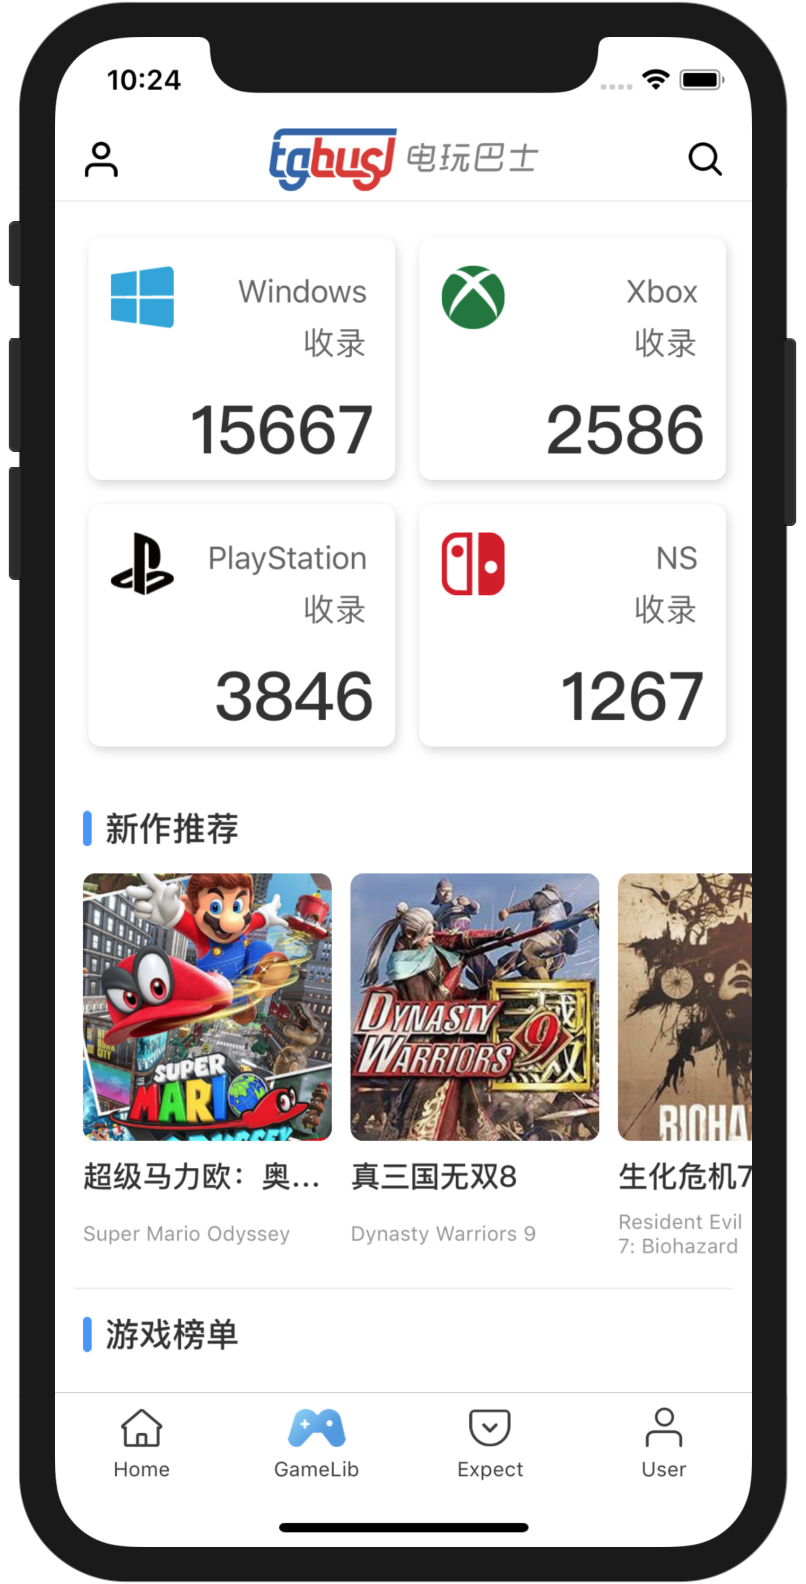 10:24
tgbus 电玩巴士
Windows
收录
15667
Xbox
收录
2586
PlayStation
收录
3846
NS
收录
1267
新作推荐
SUPER
MARIO
ODYSSEY
DYNASTY
WARRIORS 9
BIOHA
超级马力欧：奥...
Super Mario Odyssey
真三国无双8
Dynasty Warriors 9
生化危机7
Resident Evil
7: Biohazard
游戏榜单
Home
GameLib
Expect
User